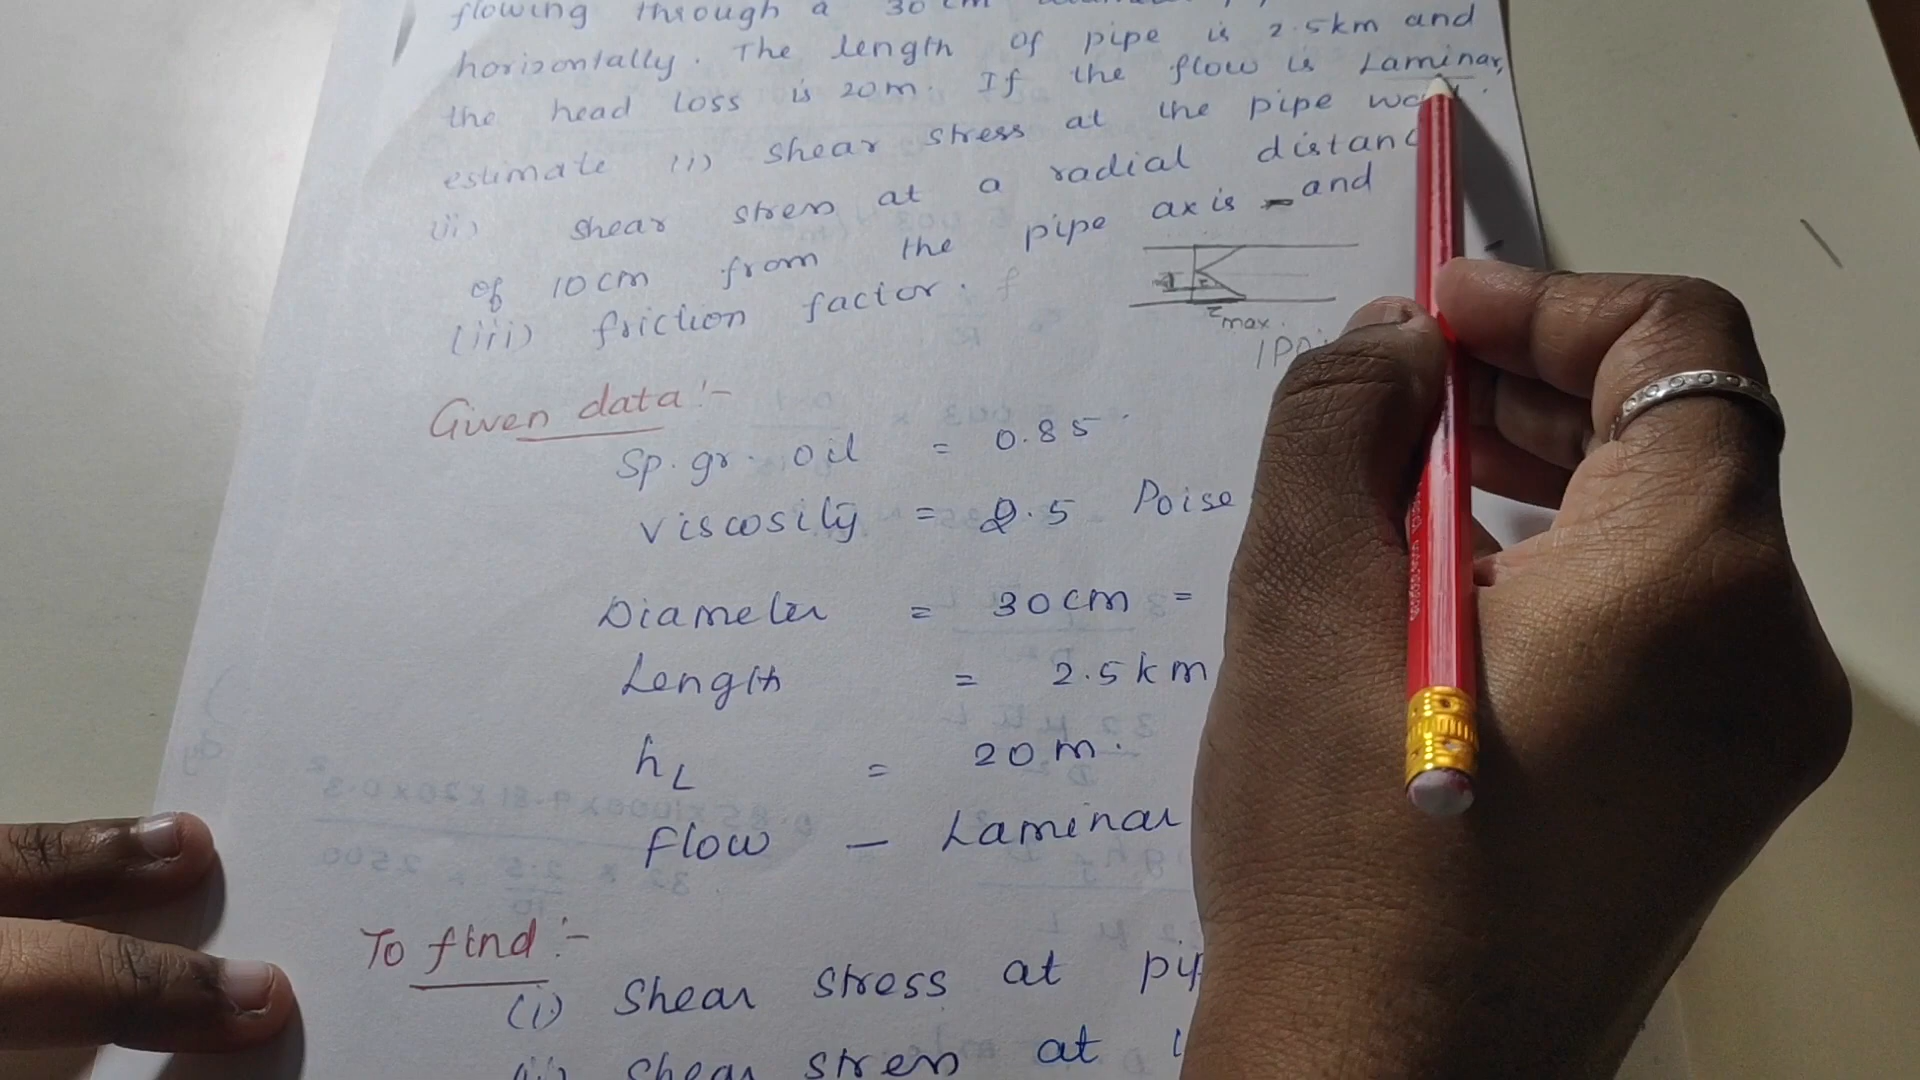 flowing through a 30 cm
horizontally. The length of pipe is 2.5km and
the head loss is 20m. If the flow is Laminar,
estimate (i) shear stress at the pipe
(ii) shear stress at a radial
of 10cm from the pipe axis and
(iii) friction factor.
τmax.
Given data:-
Sp. gr. oil = 0.85
Viscosity = 2.5 Poise
Diameter = 30cm =
Length = 2.5km
hL = 20m.
Flow - Laminar
To find:-
(i) Shear stress at
(ii) Shear stress at